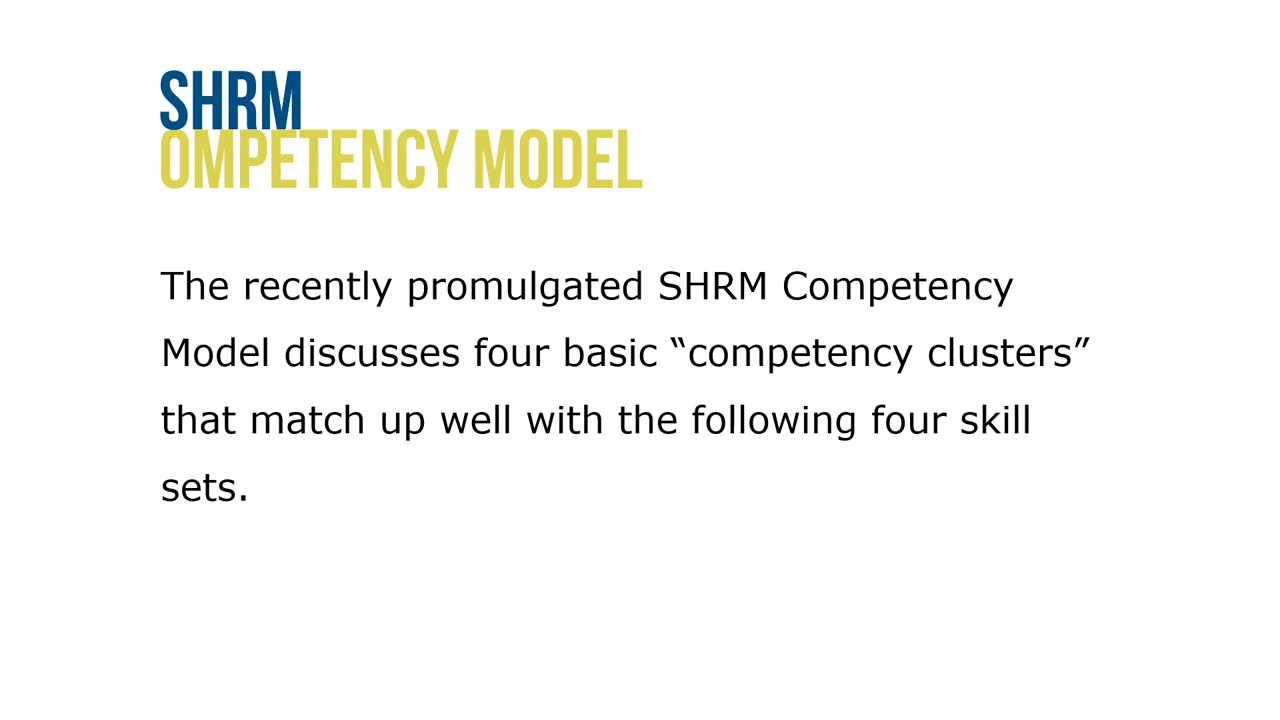 SHRM
OMPETENCY MODEL
The recently promulgated SHRM Competency
Model discusses four basic “competency clusters”
that match up well with the following four skill
sets.